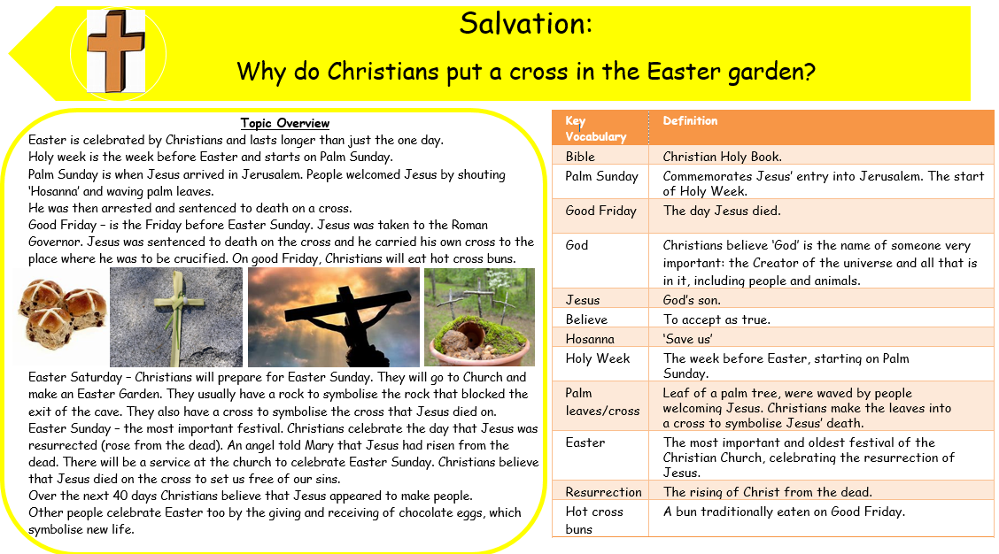 Salvation:
Why do Christians put a cross in the Easter garden?
Topic Overview
Easter is celebrated by Christians and lasts longer than just the one day.
Holy week is the week before Easter and starts on Palm Sunday.
Palm Sunday is when Jesus arrived in Jerusalem. People welcomed Jesus by shouting
‘Hosanna’ and waving palm leaves.
He was then arrested and sentenced to death on a cross.
Good Friday – is the Friday before Easter Sunday. Jesus was taken to the Roman
Governor. Jesus was sentenced to death on the cross and he carried his own cross to the
place where he was to be crucified. On good Friday, Christians will eat hot cross buns.
Easter Saturday – Christians will prepare for Easter Sunday. They will go to Church and
make an Easter Garden. They usually have a rock to symbolise the rock that blocked the
exit of the cave. They also have a cross to symbolise the cross that Jesus died on.
Easter Sunday – the most important festival. Christians celebrate the day that Jesus was
resurrected (rose from the dead). An angel told Mary that Jesus had risen from the
dead. There will be a service at the church to celebrate Easter Sunday. Christians believe
that Jesus died on the cross to set us free of our sins.
Over the next 40 days Christians believe that Jesus appeared to make people.
Other people celebrate Easter too by the giving and receiving of chocolate eggs, which
symbolise new life.
Key
Vocabulary
Definition
Bible
Christian Holy Book.
Palm Sunday
Commemorates Jesus’ entry into Jerusalem. The start
of Holy Week.
Good Friday
The day Jesus died.
God
Christians believe ‘God’ is the name of someone very
important: the Creator of the universe and all that is
in it, including people and animals.
Jesus
God’s son.
Believe
To accept as true.
Hosanna
‘Save us’
Holy Week
The week before Easter, starting on Palm
Sunday.
Palm
leaves/cross
Leaf of a palm tree, were waved by people
welcoming Jesus. Christians make the leaves into
a cross to symbolise Jesus’ death.
Easter
The most important and oldest festival of the
Christian Church, celebrating the resurrection of
Jesus.
Resurrection
The rising of Christ from the dead.
Hot cross
buns
A bun traditionally eaten on Good Friday.